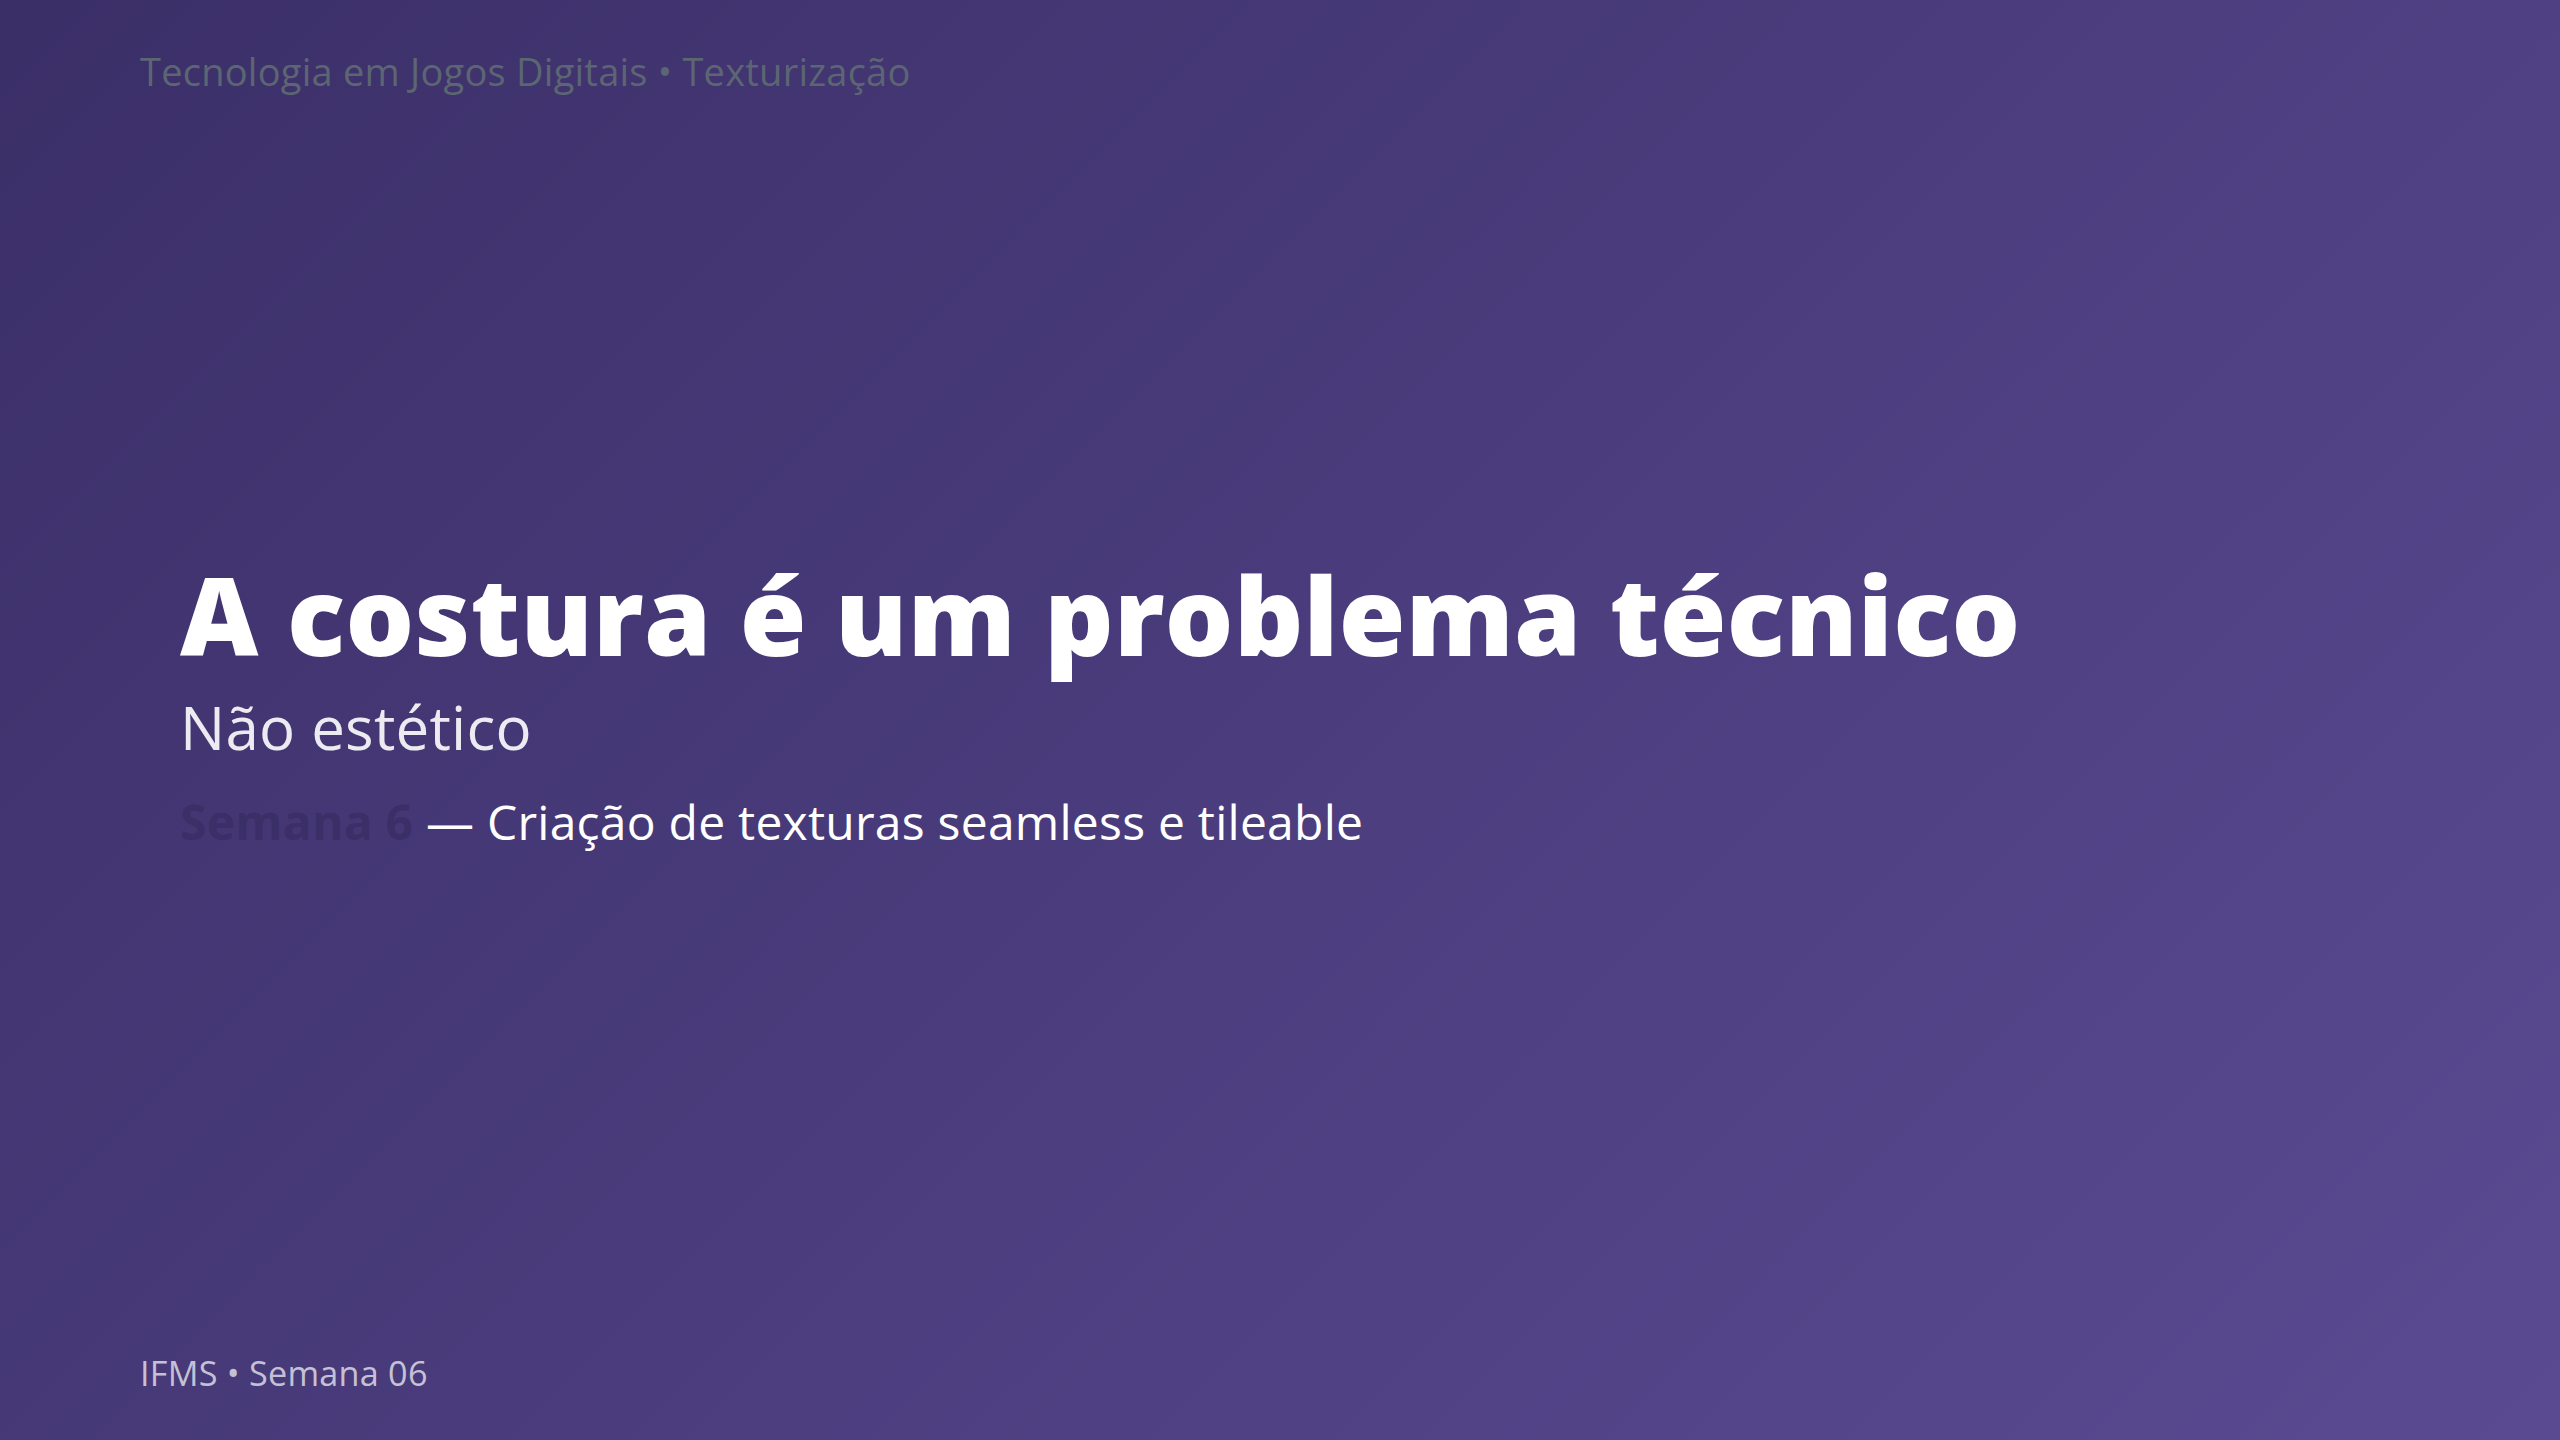 Tecnologia em Jogos Digitais • Texturização
A costura é um problema técnico
Não estético
Semana 6 — Criação de texturas seamless e tileable
IFMS • Semana 06